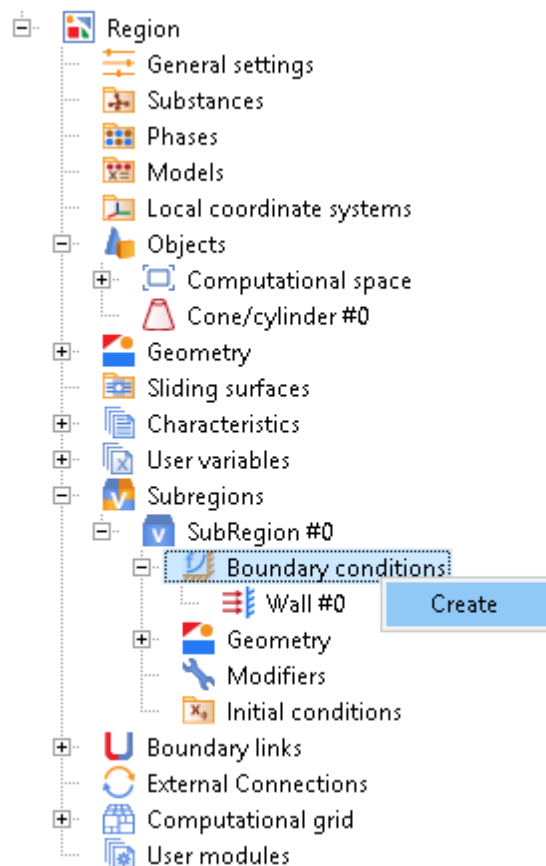 Region
General settings
Substances
Phases
Models
Local coordinate systems
Objects
Computational space
Cone/cylinder #0
Geometry
Sliding surfaces
Characteristics
User variables
Subregions
SubRegion #0
Boundary conditions
Wall #0 Create
Geometry
Modifiers
Initial conditions
Boundary links
External Connections
Computational grid
User modules